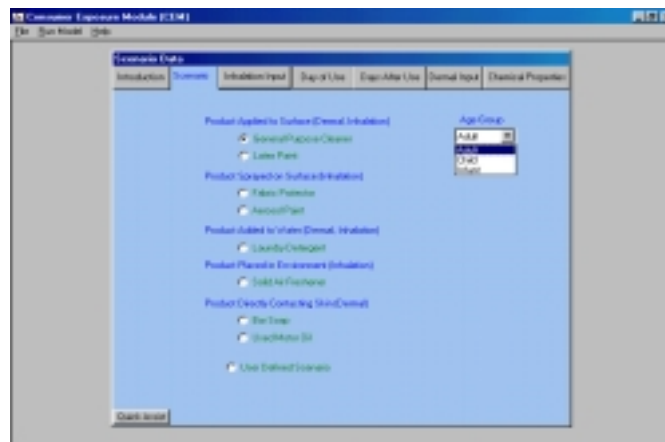 Consumer Exposure Module (CEM)
File Run Model Help
Scenario Data
Introduction Scenario Inhalation Input Day of Use Days After Use Dermal Input Chemical Properties
Product Applied to Surface (Dermal, Inhalation)
General Purpose Cleaner
Latex Paint
Product Sprayed on Surface (Inhalation)
Fabric Protector
Aerosol Paint
Product Added to Water (Dermal, Inhalation)
Laundry Detergent
Product Placed in Environment (Inhalation)
Solid Air Freshener
Product Directly Contacting Skin (Dermal)
Bar Soap
Used Motor Oil
User Defined Scenario
Age Group
Adult
Adult
Child
Infant